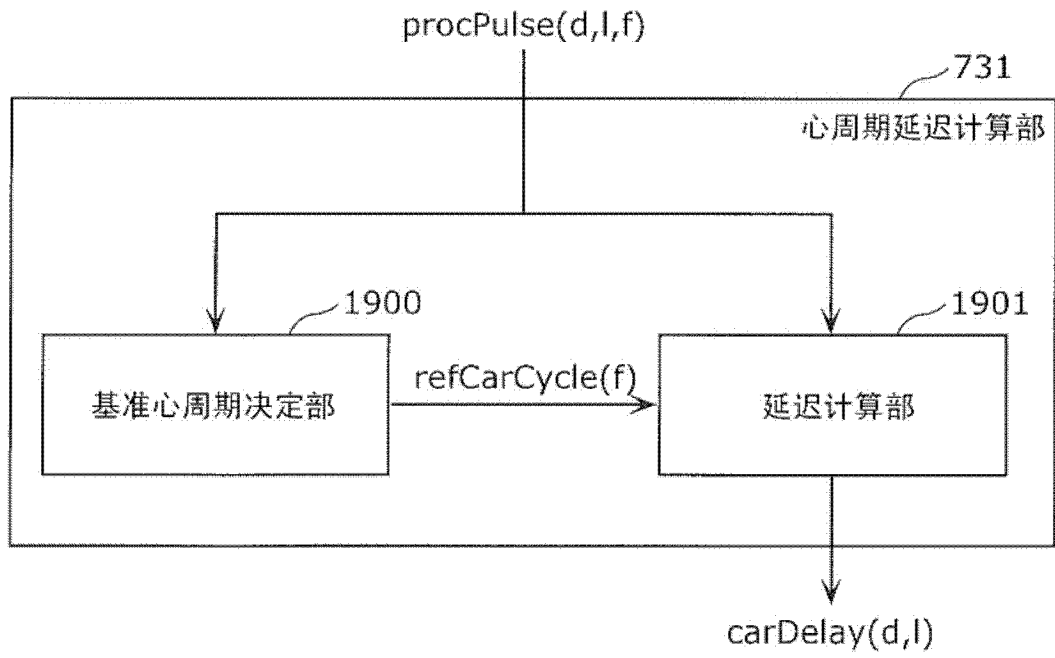 procPulse(d,l,f)
731
心周期延迟计算部
1900
1901
基准心周期决定部
refCarCycle(f)
延迟计算部
carDelay(d,l)